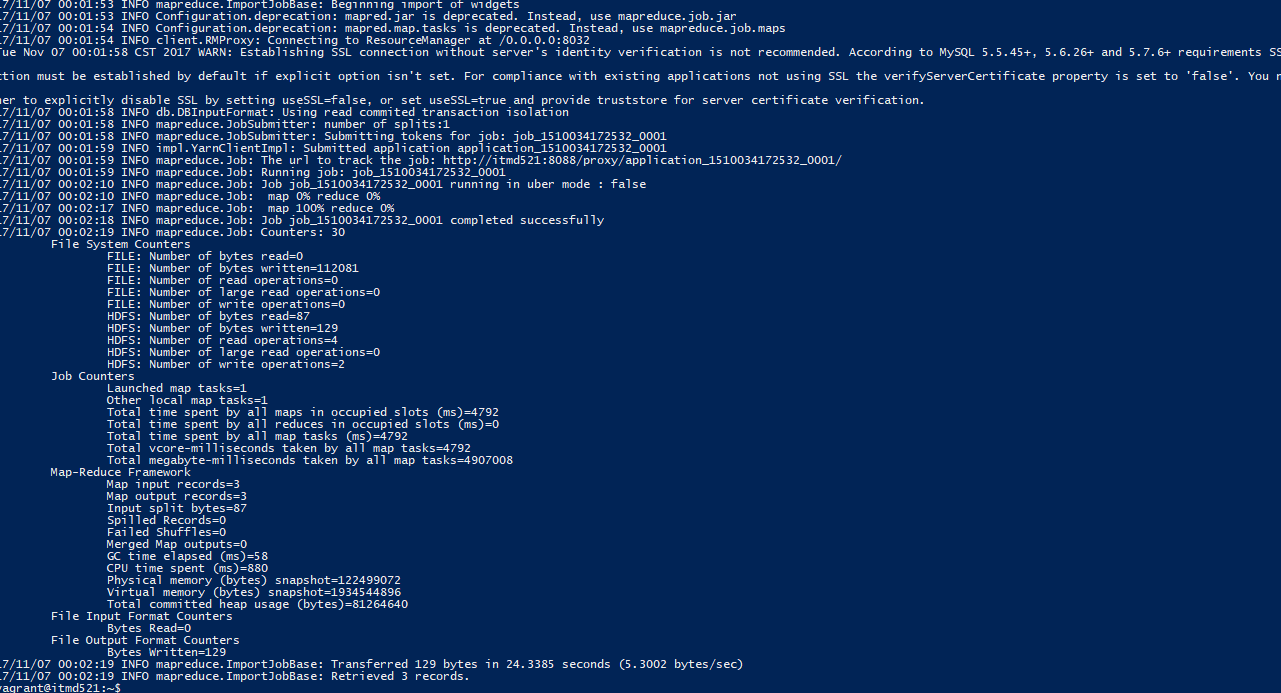 17/11/07 00:01:53 INFO mapreduce.ImportJobBase: Beginning import of widgets
17/11/07 00:01:53 INFO Configuration.deprecation: mapred.jar is deprecated. Instead, use mapreduce.job.jar
17/11/07 00:01:54 INFO Configuration.deprecation: mapred.map.tasks is deprecated. Instead, use mapreduce.job.maps
17/11/07 00:01:54 INFO client.RMProxy: Connecting to ResourceManager at /0.0.0.0:8032
Tue Nov 07 00:01:58 CST 2017 WARN: Establishing SSL connection without server's identity verification is not recommended. According to MySQL 5.5.45+, 5.6.26+ and 5.7.6+ requirements SS
ction must be established by default if explicit option isn't set. For compliance with existing applications not using SSL the verifyServerCertificate property is set to 'false'. You n
her to explicitly disable SSL by setting useSSL=false, or set useSSL=true and provide truststore for server certificate verification.
17/11/07 00:01:58 INFO db.DBInputFormat: Using read commited transaction isolation
17/11/07 00:01:58 INFO mapreduce.JobSubmitter: number of splits:1
17/11/07 00:01:58 INFO mapreduce.JobSubmitter: Submitting tokens for job: job_1510034172532_0001
17/11/07 00:01:59 INFO impl.YarnClientImpl: Submitted application application_1510034172532_0001
17/11/07 00:01:59 INFO mapreduce.Job: The url to track the job: http://itmd521:8088/proxy/application_1510034172532_0001/
17/11/07 00:01:59 INFO mapreduce.Job: Running job: job_1510034172532_0001
17/11/07 00:02:10 INFO mapreduce.Job: Job job_1510034172532_0001 running in uber mode : false
17/11/07 00:02:10 INFO mapreduce.Job:  map 0% reduce 0%
17/11/07 00:02:17 INFO mapreduce.Job:  map 100% reduce 0%
17/11/07 00:02:18 INFO mapreduce.Job: Job job_1510034172532_0001 completed successfully
17/11/07 00:02:19 INFO mapreduce.Job: Counters: 30
File System Counters
FILE: Number of bytes read=0
FILE: Number of bytes written=112081
FILE: Number of read operations=0
FILE: Number of large read operations=0
FILE: Number of write operations=0
HDFS: Number of bytes read=87
HDFS: Number of bytes written=129
HDFS: Number of read operations=4
HDFS: Number of large read operations=0
HDFS: Number of write operations=2
Job Counters
Launched map tasks=1
Other local map tasks=1
Total time spent by all maps in occupied slots (ms)=4792
Total time spent by all reduces in occupied slots (ms)=0
Total time spent by all map tasks (ms)=4792
Total vcore-milliseconds taken by all map tasks=4792
Total megabyte-milliseconds taken by all map tasks=4907008
Map-Reduce Framework
Map input records=3
Map output records=3
Input split bytes=87
Spilled Records=0
Failed Shuffles=0
Merged Map outputs=0
GC time elapsed (ms)=58
CPU time spent (ms)=880
Physical memory (bytes) snapshot=122499072
Virtual memory (bytes) snapshot=1934544896
Total committed heap usage (bytes)=81264640
File Input Format Counters
Bytes Read=0
File Output Format Counters
Bytes Written=129
17/11/07 00:02:19 INFO mapreduce.ImportJobBase: Transferred 129 bytes in 24.3385 seconds (5.3002 bytes/sec)
17/11/07 00:02:19 INFO mapreduce.ImportJobBase: Retrieved 3 records.
vagrant@itmd521:~$